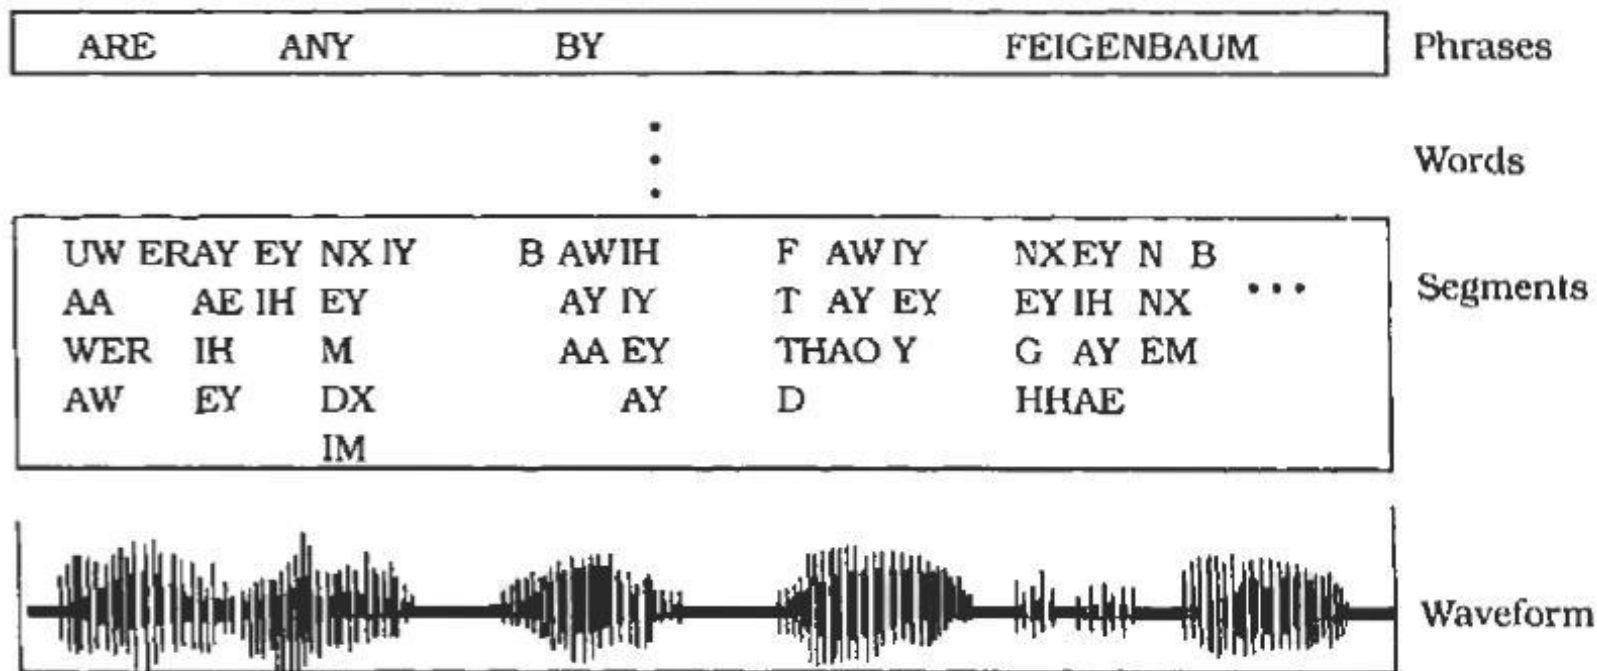 ARE ANY BY FEIGENBAUM Phrases
Words
UW ERAY EY NX IY B AWIH F AW IY NXEY N B
AA AE IH EY AY IY T AY EY EY IH NX ... Segments
WER IH M AA EY THAO Y G AY EM
AW EY DX AY D HHAE
IM
Waveform